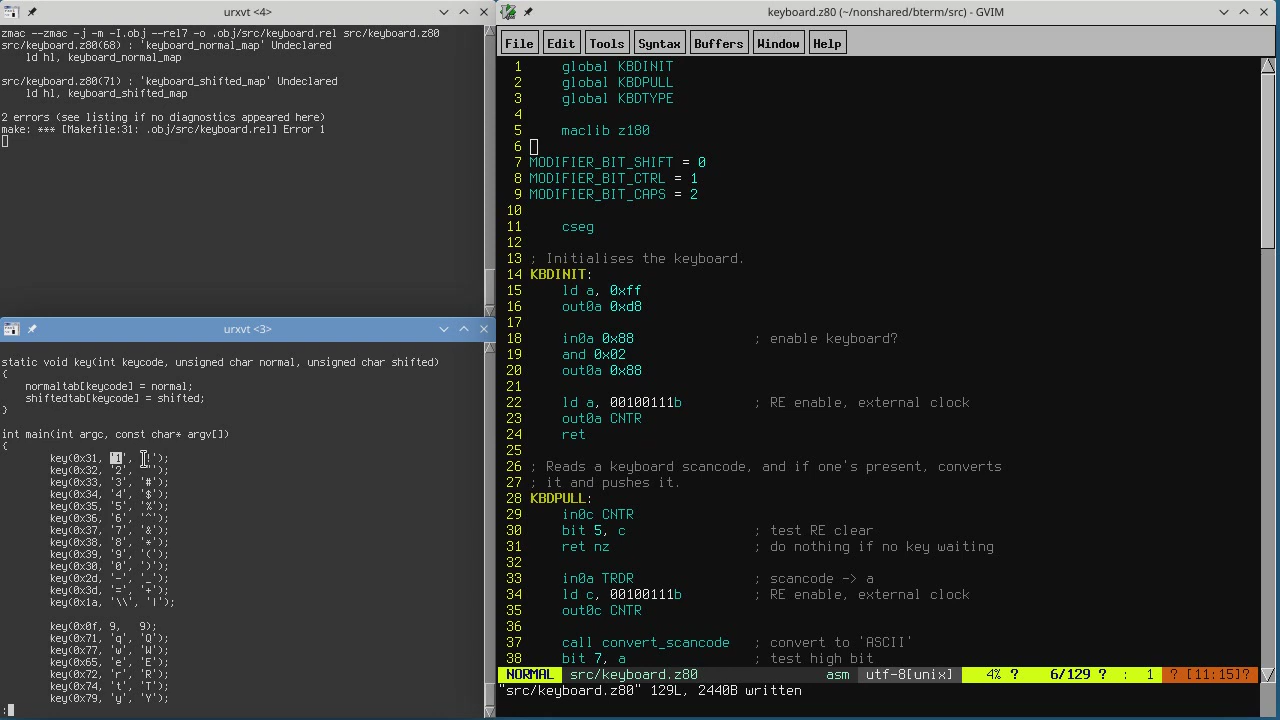 urxvt <4>
zmac --zmac -j -m -I.obj --rel7 -o .obj/src/keyboard.rel src/keyboard.z80
src/keyboard.z80(68) : 'keyboard_normal_map' Undeclared
    ld hl, keyboard_normal_map
src/keyboard.z80(71) : 'keyboard_shifted_map' Undeclared
    ld hl, keyboard_shifted_map
2 errors (see listing if no diagnostics appeared here)
make: *** [Makefile:31: .obj/src/keyboard.rel] Error 1
urxvt <3>
static void key(int keycode, unsigned char normal, unsigned char shifted)
{
    normaltab[keycode] = normal;
    shiftedtab[keycode] = shifted;
}
int main(int argc, const char* argv[])
{
        key(0x31, '1', '!');
        key(0x32, '2', '"');
        key(0x33, '3', '#');
        key(0x34, '4', '$');
        key(0x35, '5', '%');
        key(0x36, '6', '^');
        key(0x37, '7', '&');
        key(0x38, '8', '*');
        key(0x39, '9', '(');
        key(0x30, '0', ')');
        key(0x2d, '-', '_');
        key(0x3d, '=', '+');
        key(0x1a, '\\', '|');
        key(0x0f, 9,   9);
        key(0x71, 'q', 'Q');
        key(0x77, 'w', 'W');
        key(0x65, 'e', 'E');
        key(0x72, 'r', 'R');
        key(0x74, 't', 'T');
        key(0x79, 'y', 'Y');
:
keyboard.z80 (~/nonshared/bterm/src) - GVIM
File Edit Tools Syntax Buffers Window Help
1     global KBDINIT
2     global KBDPULL
3     global KBDTYPE
4
5     maclib z180
6
7 MODIFIER_BIT_SHIFT = 0
8 MODIFIER_BIT_CTRL = 1
9 MODIFIER_BIT_CAPS = 2
10
11     cseg
12
13 ; Initialises the keyboard.
14 KBDINIT:
15     ld a, 0xff
16     out0a 0xd8
17
18     in0a 0x88               ; enable keyboard?
19     and 0x02
20     out0a 0x88
21
22     ld a, 00100111b         ; RE enable, external clock
23     out0a CNTR
24     ret
25
26 ; Reads a keyboard scancode, and if one's present, converts
27 ; it and pushes it.
28 KBDPULL:
29     in0c CNTR
30     bit 5, c                ; test RE clear
31     ret nz                  ; do nothing if no key waiting
32
33     in0a TRDR               ; scancode -> a
34     ld c, 00100111b         ; RE enable, external clock
35     out0c CNTR
36
37     call convert_scancode   ; convert to 'ASCII'
38     bit 7, a                ; test high bit
NORMAL src/keyboard.z80 asm utf-8[unix] 4% ? 6/129 ? : 1 ? [11:15]?
"src/keyboard.z80" 129L, 2440B written